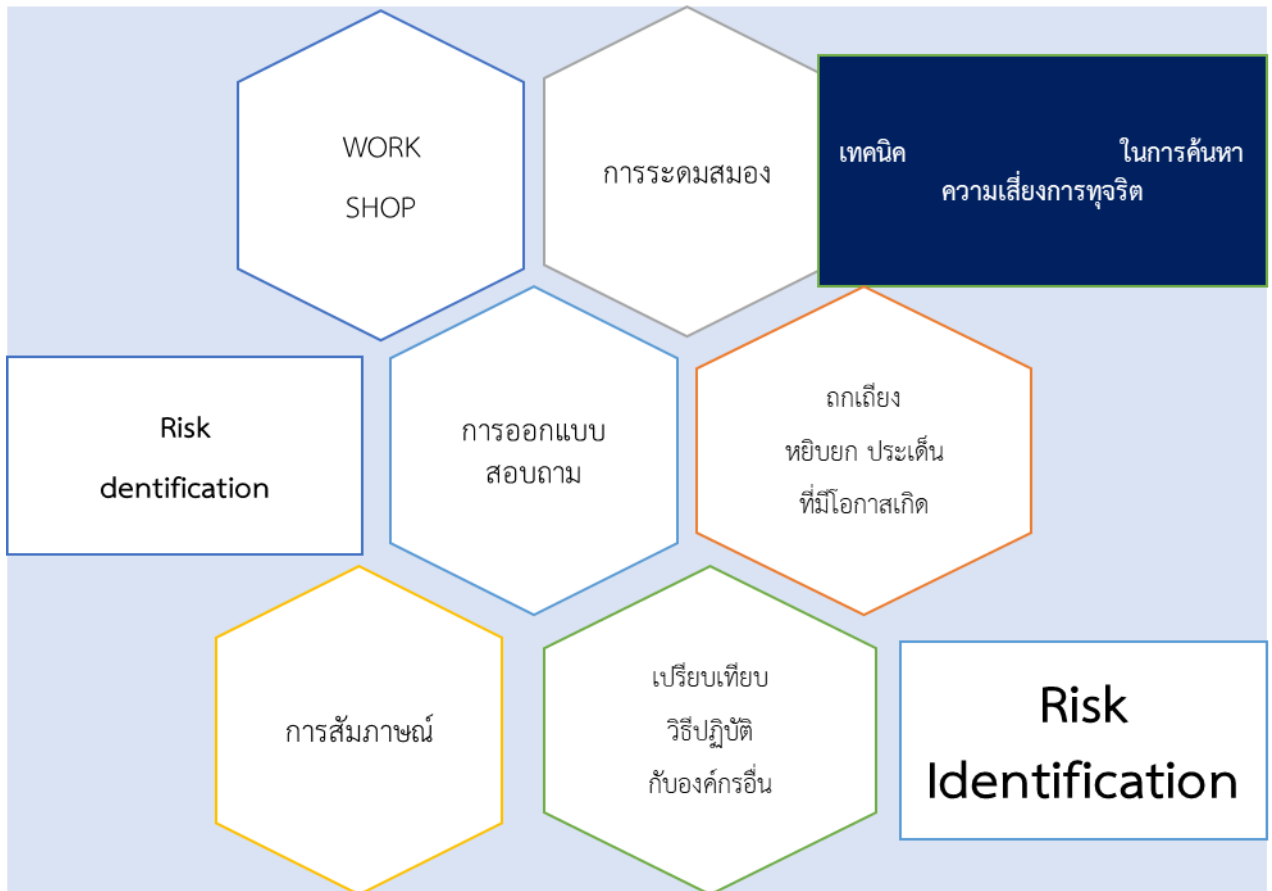 WORK
SHOP
การระดมสมอง
เทคนิค ในการค้นหา
ความเสี่ยงการทุจริต
Risk
dentification
การออกแบบ
สอบถาม
ถกเถียง
หยิบยก ประเด็น
ที่มีโอกาสเกิด
การสัมภาษณ์
เปรียบเทียบ
วิธีปฏิบัติ
กับองค์กรอื่น
Risk
Identification